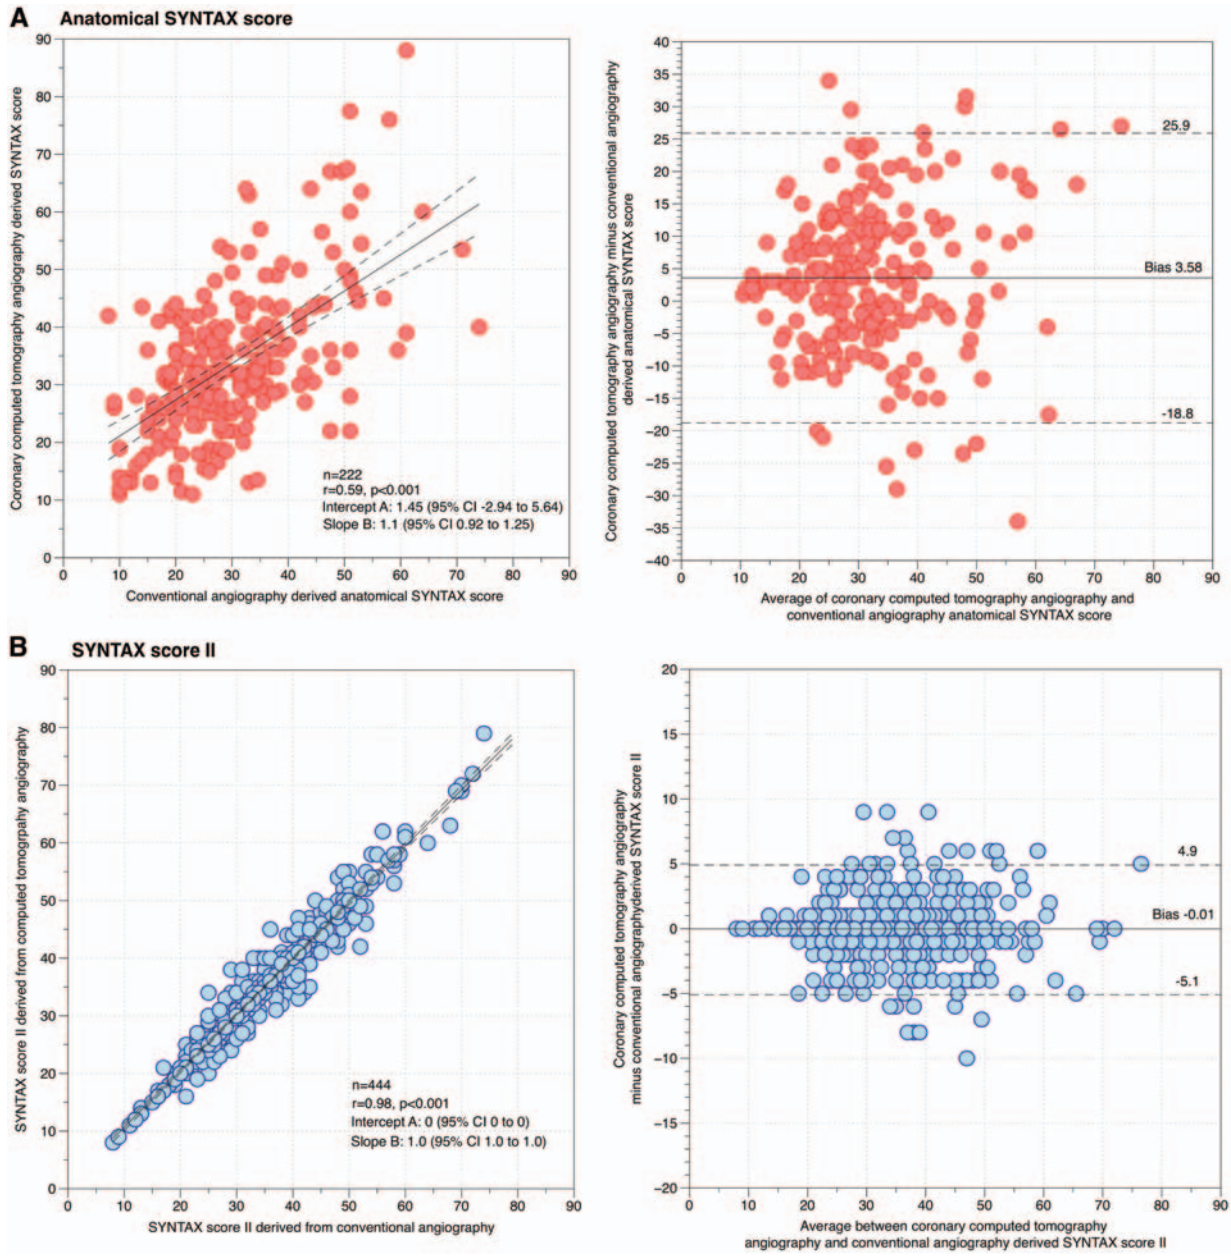 A Anatomical SYNTAX score
90
80
70
60
50
40
30
20
10
0
Coronary computed tomography angiography derived SYNTAX score
n=222
r=0.59, p<0.001
Intercept A: 1.45 (95% CI -2.94 to 5.64)
Slope B: 1.1 (95% CI 0.92 to 1.25)
0 10 20 30 40 50 60 70 80 90
Conventional angiography derived anatomical SYNTAX score
40
35
30
25
20
15
10
5
0
−5
−10
−15
−20
−25
−30
−35
−40
Coronary computed tomography angiography minus conventional angiography
derived anatomical SYNTAX score
25.9
Bias 3.58
-18.8
0 10 20 30 40 50 60 70 80 90
Average of coronary computed tomography angiography and
conventional angiography anatomical SYNTAX score
B SYNTAX score II
90
80
70
60
50
40
30
20
10
0
SYNTAX score II derived from computed tomogrpahy angiography
n=444
r=0.98, p<0.001
Intercept A: 0 (95% CI 0 to 0)
Slope B: 1.0 (95% CI 1.0 to 1.0)
0 10 20 30 40 50 60 70 80 90
SYNTAX score II derived from conventional angiography
20
15
10
5
0
−5
−10
−15
−20
Coronary computed tomography angiography
minus conventional angiographyderived SYNTAX score II
4.9
Bias -0.01
-5.1
0 10 20 30 40 50 60 70 80 90
Average between coronary computed tomography
angiography and conventional angiography derived SYNTAX score II